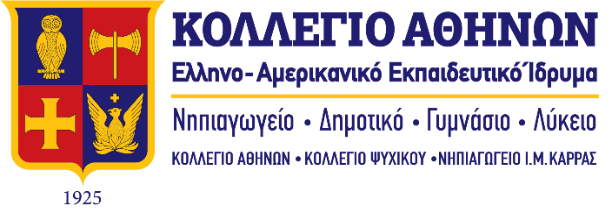 ΚΟΛΛΕΓΙΟ ΑΘΗΝΩΝ
Ελληνο-Αμερικανικό Εκπαιδευτικό Ίδρυμα
Νηπιαγωγείο • Δημοτικό • Γυμνάσιο • Λύκειο
ΚΟΛΛΕΓΙΟ ΑΘΗΝΩΝ • ΚΟΛΛΕΓΙΟ ΨΥΧΙΚΟΥ •ΝΗΠΙΑΓΩΓΕΙΟ Ι.Μ. ΚΑΡΡΑΣ
1925